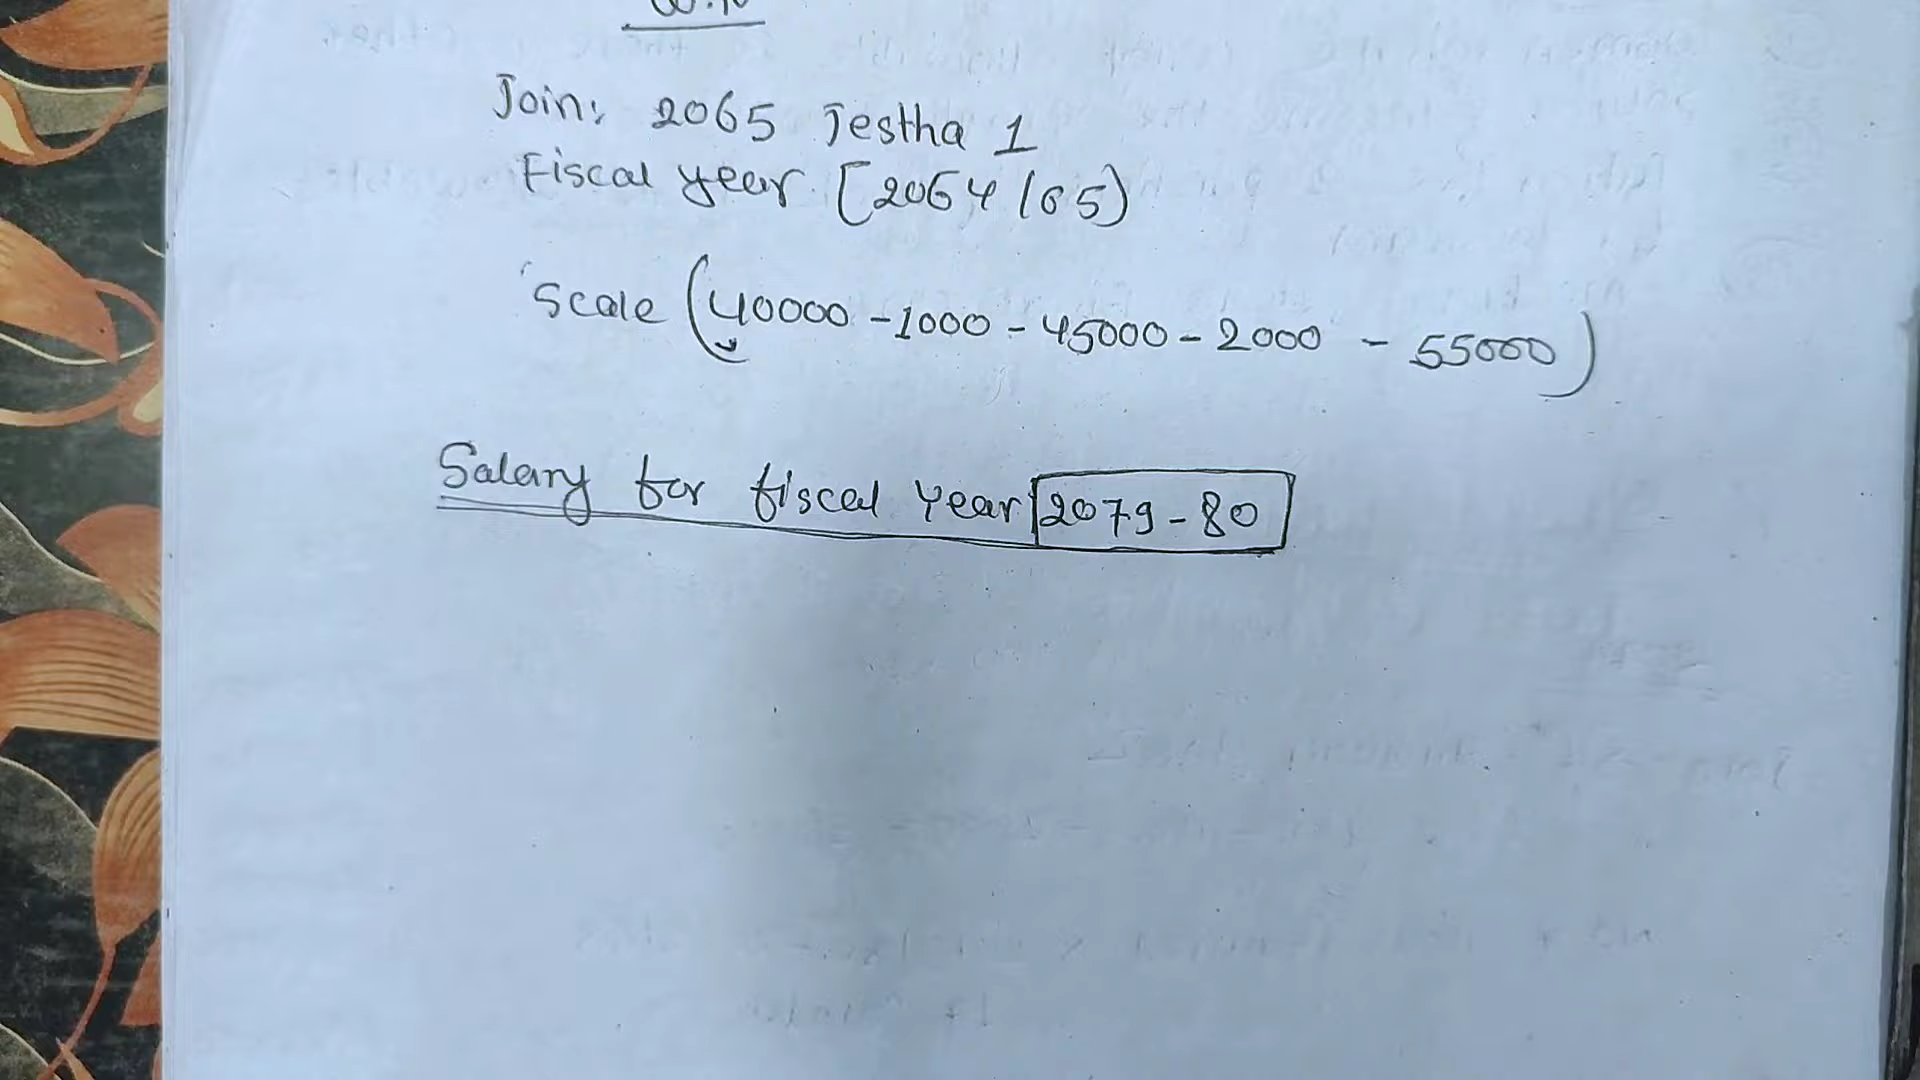 Join: 2065 Jestha 1
Fiscal year [2064/65)
Scale (40000 - 1000 - 45000 - 2000 - 55000)
Salary for fiscal Year 2079-80